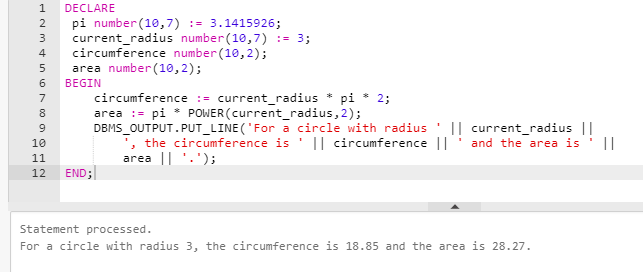 1 DECLARE
2 pi number(10,7) := 3.1415926;
3 current_radius number(10,7) := 3;
4 circumference number(10,2);
5 area number(10,2);
6 BEGIN
7 circumference := current_radius * pi * 2;
8 area := pi * POWER(current_radius,2);
9 DBMS_OUTPUT.PUT_LINE('For a circle with radius ' || current_radius ||
10 ', the circumference is ' || circumference || ' and the area is ' ||
11 area || '.');
12 END;
Statement processed.
For a circle with radius 3, the circumference is 18.85 and the area is 28.27.